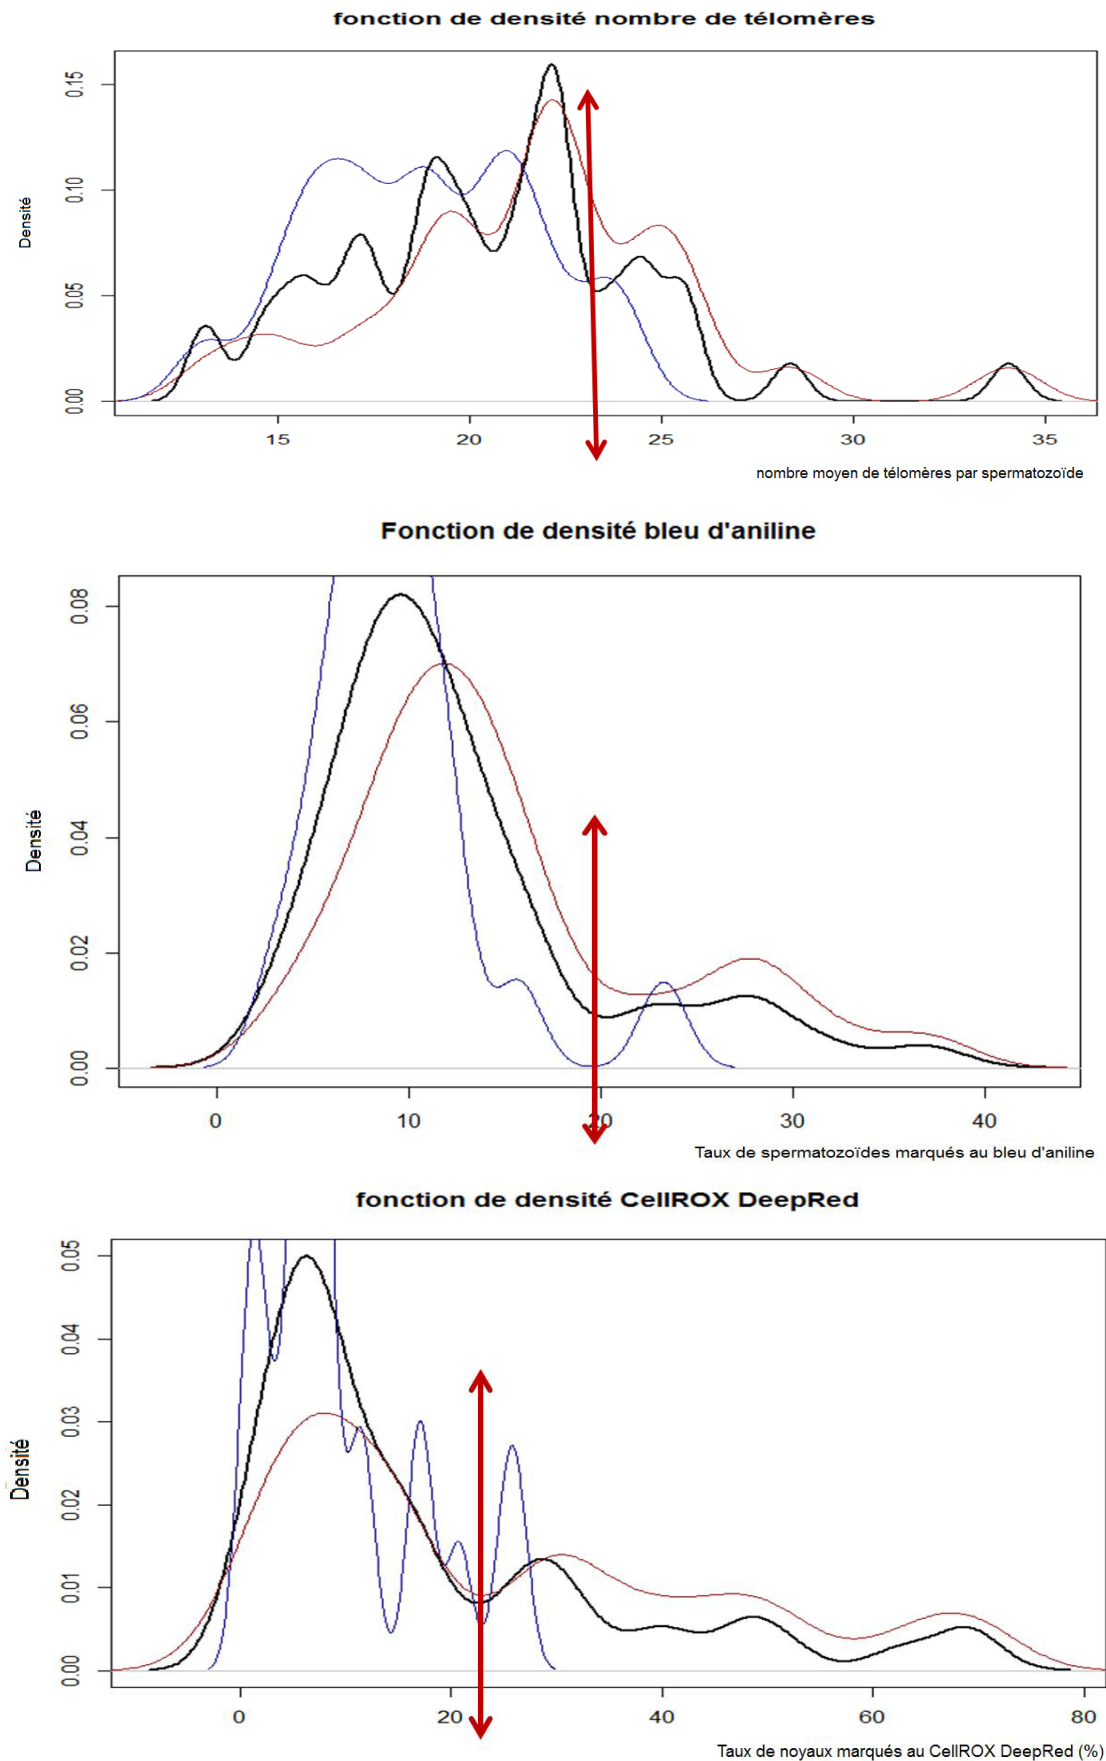 fonction de densité nombre de télomères
Densité
0.15
0.10
0.05
0.00
15 20 25 30 35
nombre moyen de télomères par spermatozoïde
Fonction de densité bleu d'aniline
Densité
0.08
0.06
0.04
0.02
0.00
0 10 20 30 40
Taux de spermatozoïdes marqués au bleu d'aniline
fonction de densité CellROX DeepRed
Densité
0.05
0.04
0.03
0.02
0.01
0.00
0 20 40 60 80
Taux de noyaux marqués au CellROX DeepRed (%)